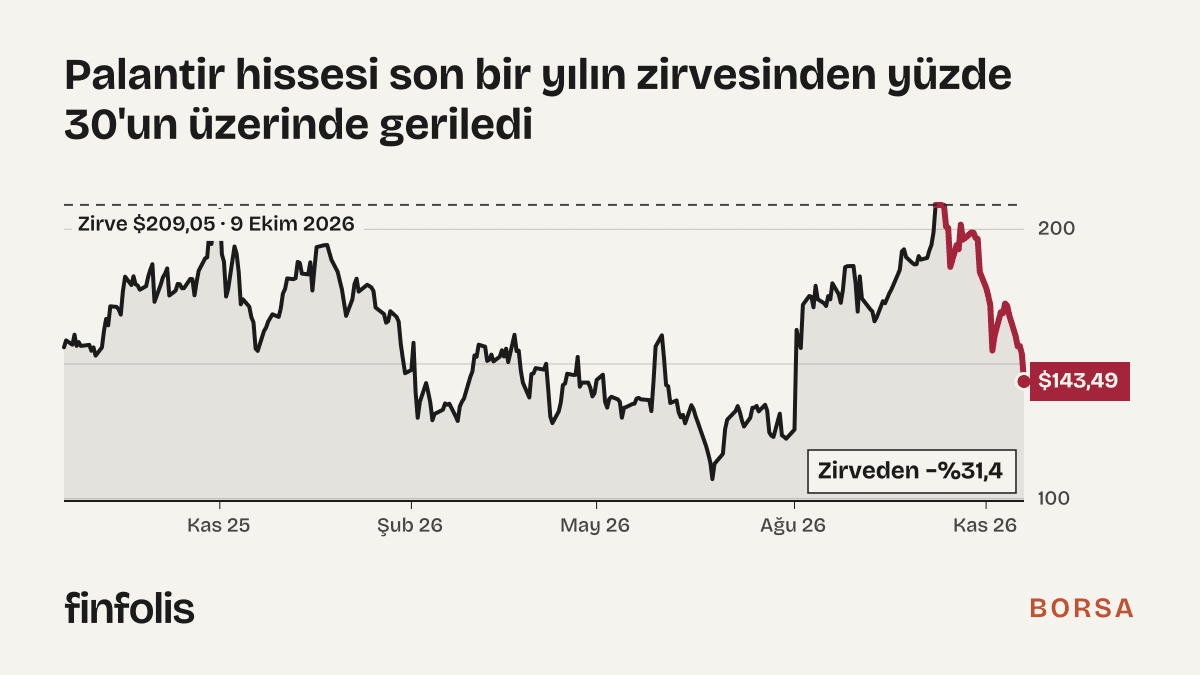 Palantir hissesi son bir yılın zirvesinden yüzde
30'un üzerinde geriledi
Zirve $209,05 · 9 Ekim 2026
200
$143,49
Zirveden −%31,4
100
Kas 25
Şub 26
May 26
Ağu 26
Kas 26
finfolis
BORSA